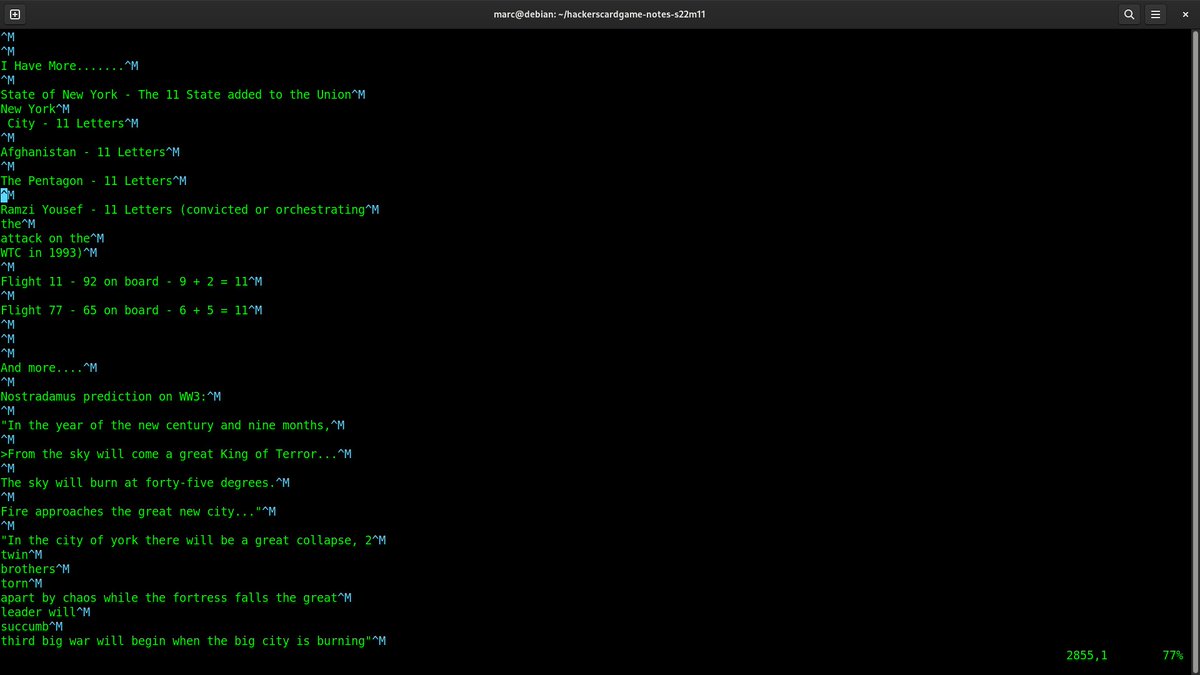 marc@debian: ~/hackerscardgame-notes-s22m11
^M
^M
I Have More.......^M
^M
State of New York - The 11 State added to the Union^M
New York^M
 City - 11 Letters^M
^M
Afghanistan - 11 Letters^M
^M
The Pentagon - 11 Letters^M
^M
Ramzi Yousef - 11 Letters (convicted or orchestrating^M
the^M
attack on the^M
WTC in 1993)^M
^M
Flight 11 - 92 on board - 9 + 2 = 11^M
^M
Flight 77 - 65 on board - 6 + 5 = 11^M
^M
^M
^M
And more....^M
^M
Nostradamus prediction on WW3:^M
^M
"In the year of the new century and nine months,^M
^M
>From the sky will come a great King of Terror...^M
^M
The sky will burn at forty-five degrees.^M
^M
Fire approaches the great new city..."^M
^M
"In the city of york there will be a great collapse, 2^M
twin^M
brothers^M
torn^M
apart by chaos while the fortress falls the great^M
leader will^M
succumb^M
third big war will begin when the big city is burning"^M
2855,1 77%